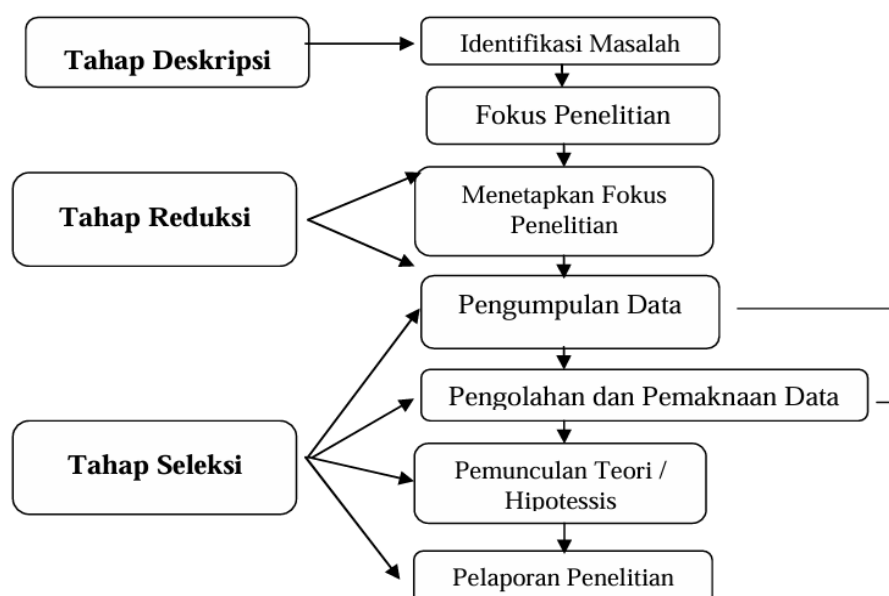 Tahap Deskripsi
Identifikasi Masalah
Fokus Penelitian
Tahap Reduksi
Menetapkan Fokus
Penelitian
Pengumpulan Data
Pengolahan dan Pemaknaan Data
Tahap Seleksi
Pemunculan Teori /
Hipotessis
Pelaporan Penelitian